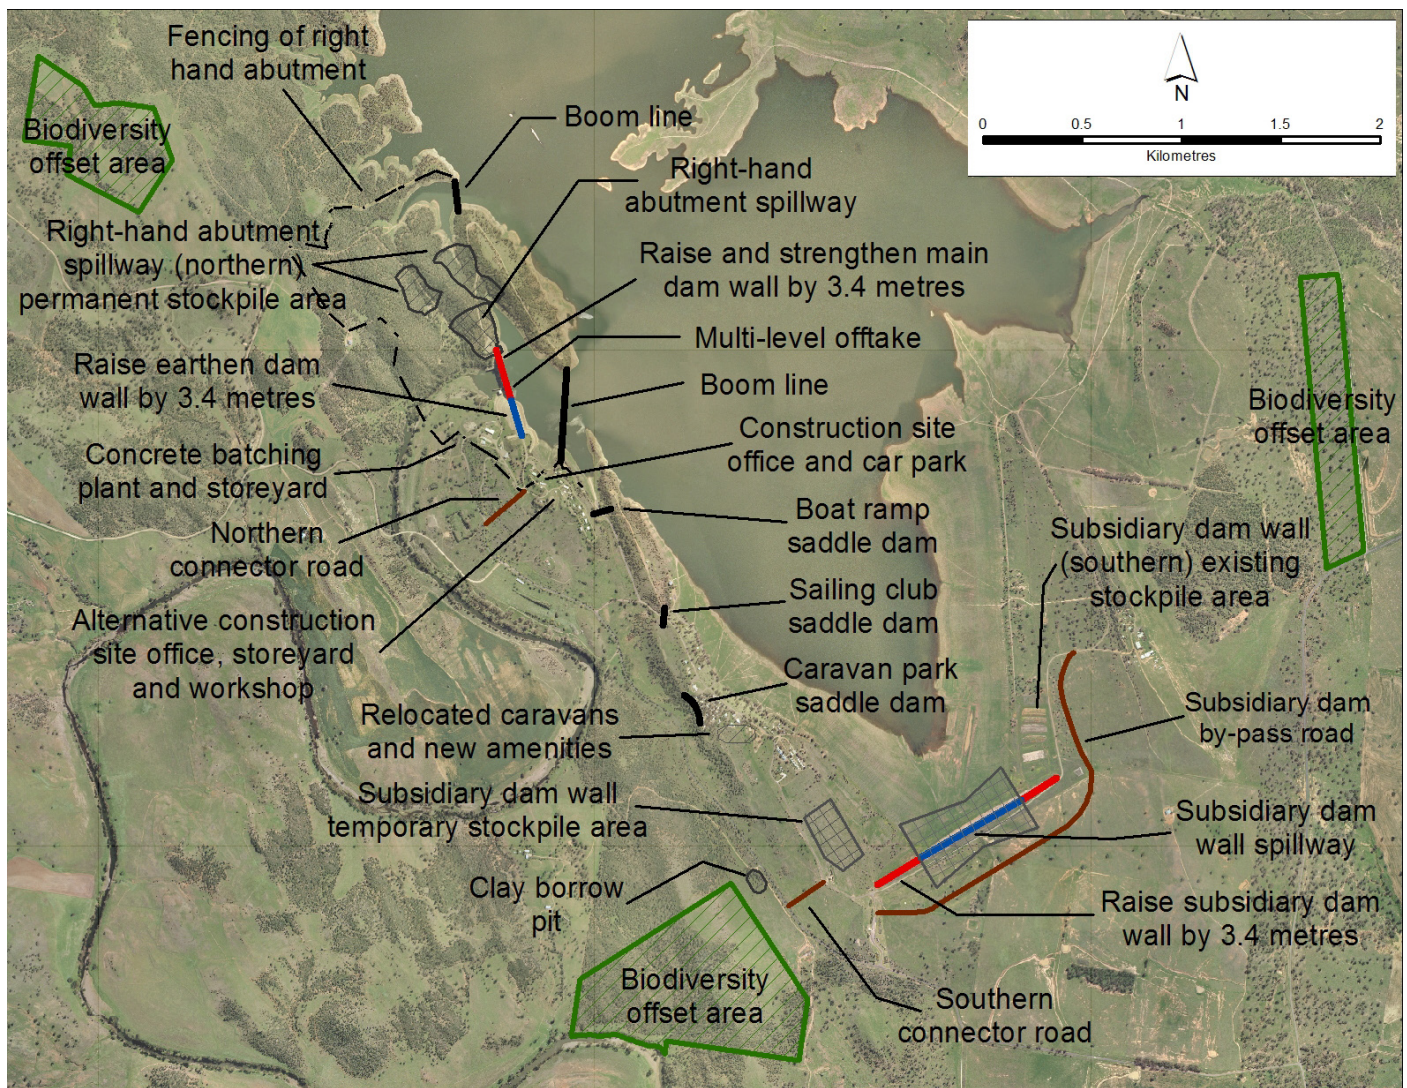 Fencing of right
hand abutment
Boom line
N
0 0.5 1 1.5 2
Kilometres
Biodiversity
offset area
Right-hand
abutment spillway
Right-hand abutment
spillway (northern)
permanent stockpile area
Raise and strengthen main
dam wall by 3.4 metres
Multi-level offtake
Raise earthen dam
wall by 3.4 metres
Boom line
Biodiversity
offset area
Construction site
office and car park
Concrete batching
plant and storeyard
Boat ramp
saddle dam
Northern
connector road
Subsidiary dam wall
(southern) existing
stockpile area
Sailing club
saddle dam
Alternative construction
site office, storeyard
and workshop
Caravan park
saddle dam
Relocated caravans
and new amenities
Subsidiary dam
by-pass road
Subsidiary dam wall
temporary stockpile area
Subsidiary dam
wall spillway
Clay borrow
pit
Raise subsidiary dam
wall by 3.4 metres
Biodiversity
offset area
Southern
connector road